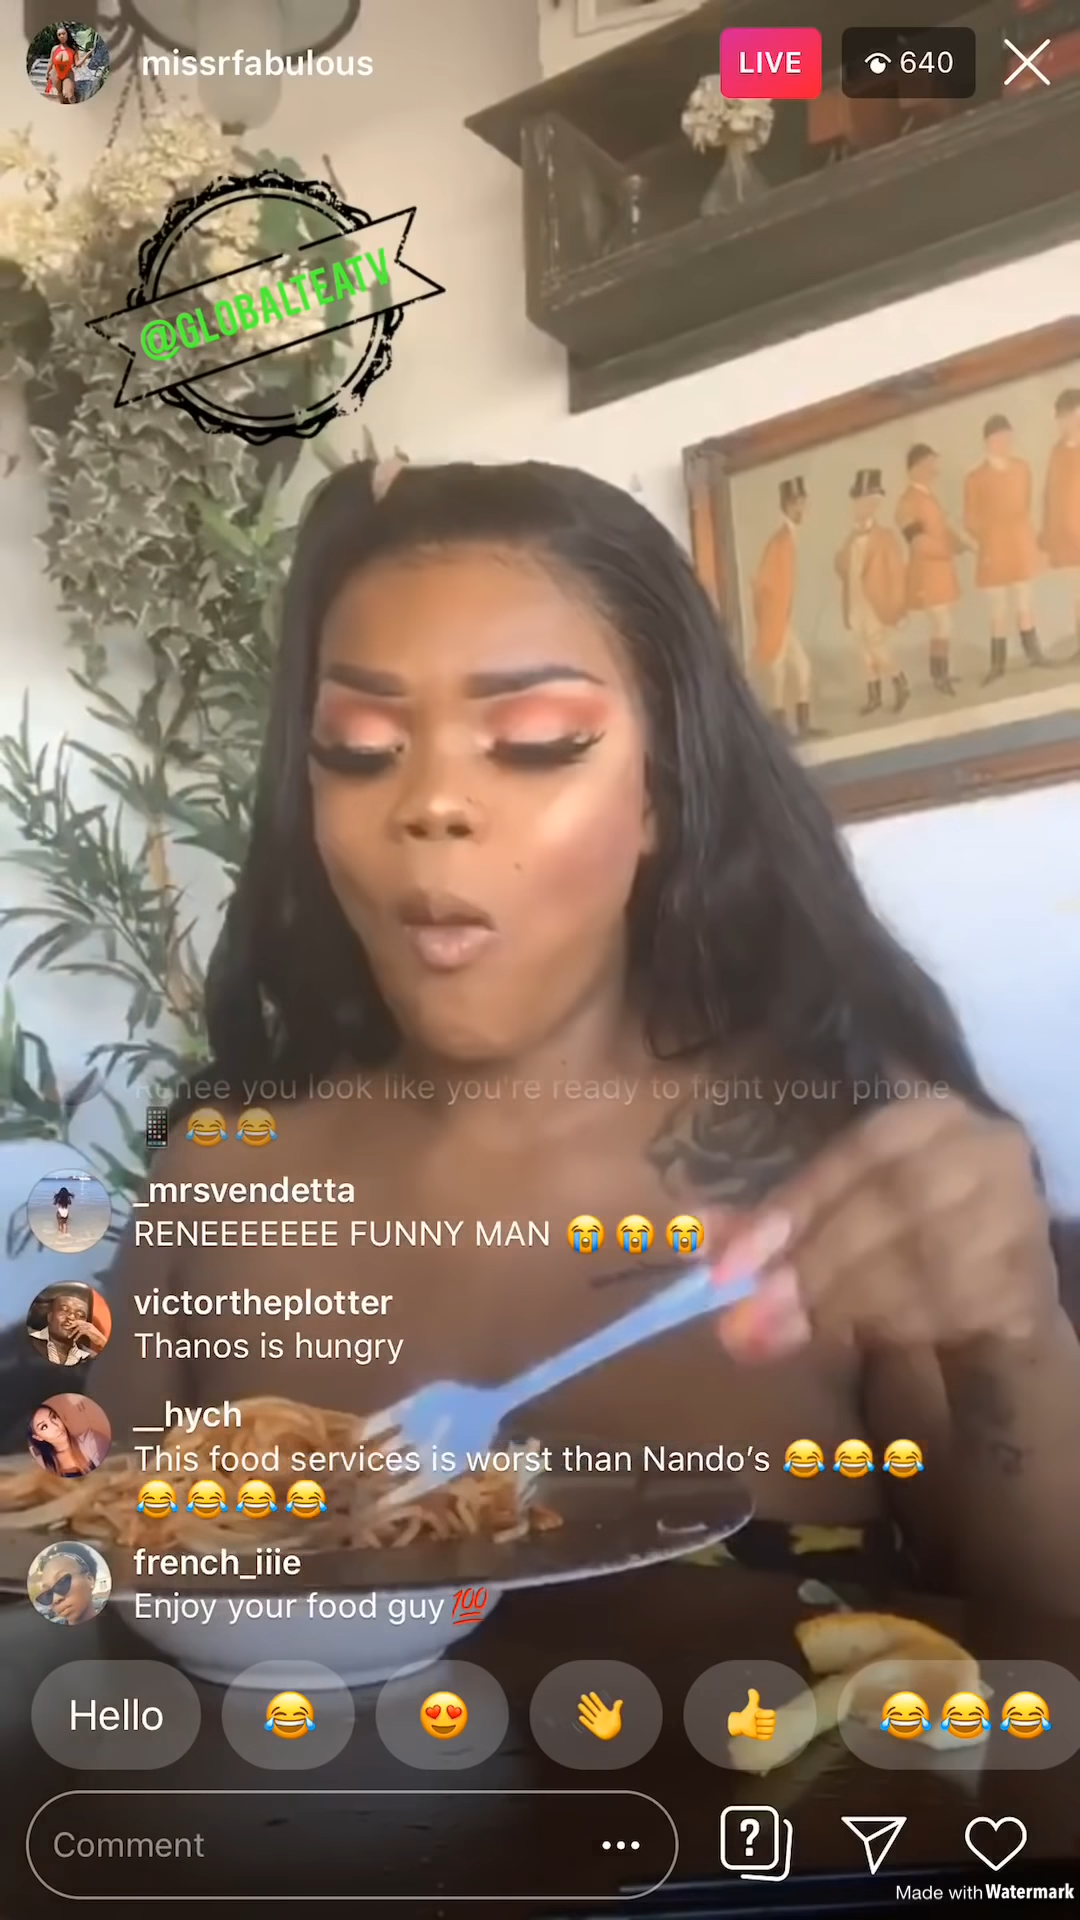 missrfabulous
LIVE
640
@GLOBALTEATV
Renee you look like you're ready to fight your phone
📱 😂 😂
_mrsvendetta
RENEEEEEEE FUNNY MAN 😭 😭 😭
victortheplotter
Thanos is hungry
__hych
This food services is worst than Nando’s 😂 😂 😂
😂 😂 😂 😂
french_iiie
Enjoy your food guy 💯
Hello
😂
😍
👋
👍
😂 😂 😂
Comment
?
Made with Watermark